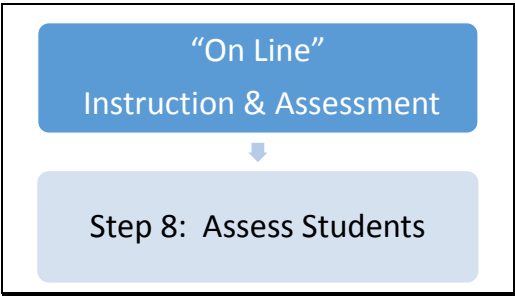 “On Line”
Instruction & Assessment
Step 8:  Assess Students